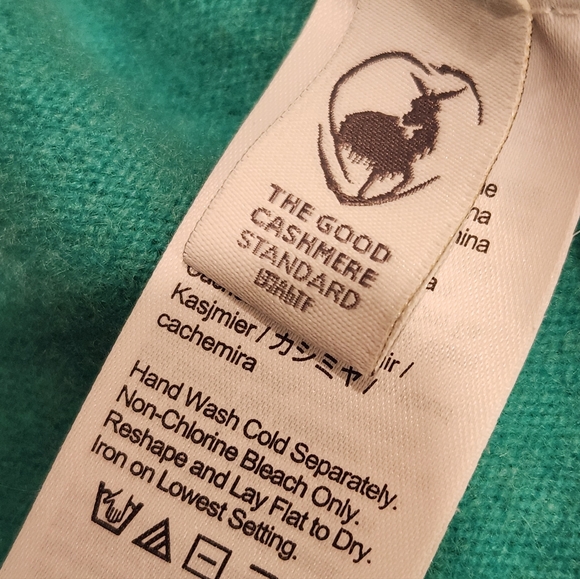 THE GOOD
CASHMERE
STANDARD
Kasjmier / カシミヤ /
cachemira
Hand Wash Cold Separately.
Non-Chlorine Bleach Only.
Reshape and Lay Flat to Dry.
Iron on Lowest Setting.